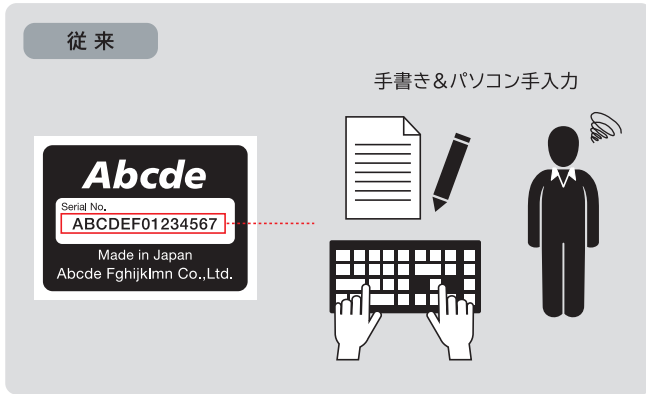 従来
手書き&パソコン手入力
Abcde
Serial No.
ABCDEF01234567
Made in Japan
Abcde Fghijklmn Co.,Ltd.